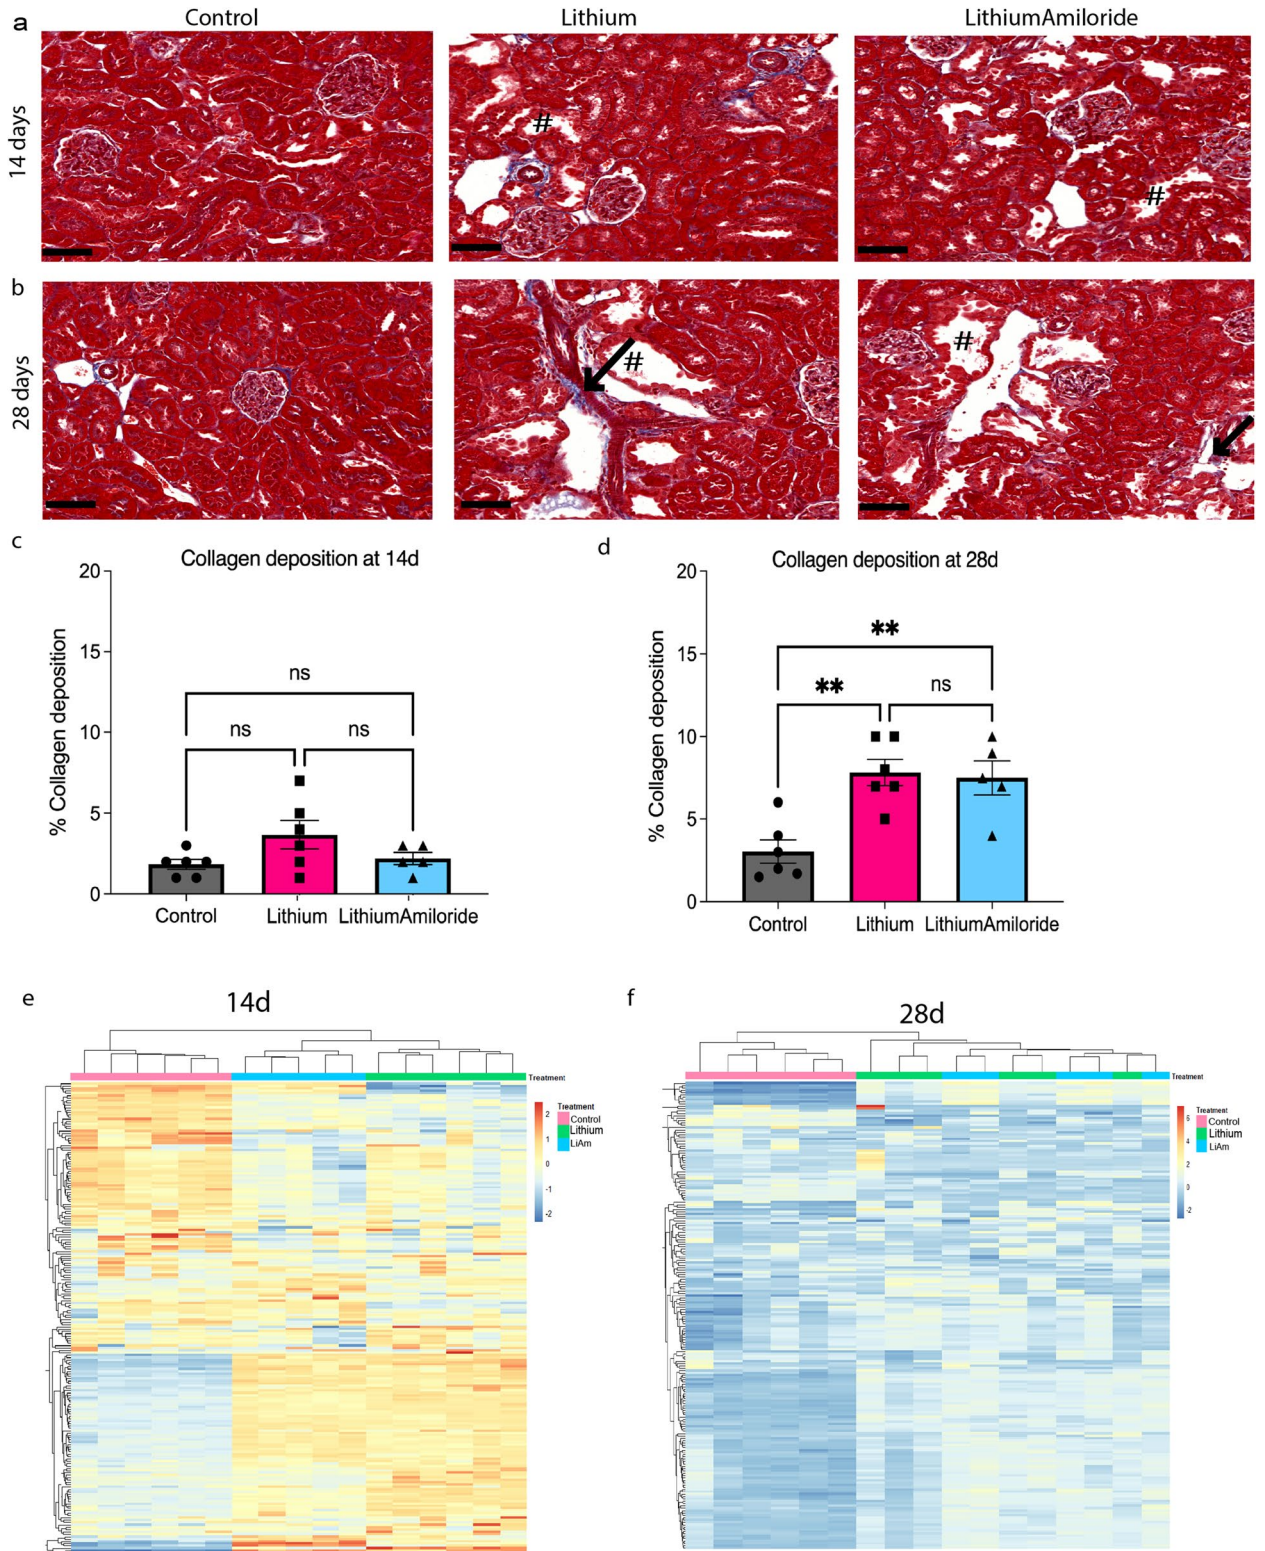 a
Control
Lithium
LithiumAmiloride
14 days
#
#
b
28 days
#
#
c
Collagen deposition at 14d
% Collagen deposition
20
15
10
5
0
ns
ns
ns
Control
Lithium
LithiumAmiloride
d
Collagen deposition at 28d
% Collagen deposition
20
15
10
5
0
**
**
ns
Control
Lithium
LithiumAmiloride
e
14d
Treatment
2
1
0
-1
-2
Treatment
Control
Lithium
LiAm
f
28d
Treatment
6
4
2
0
-2
Treatment
Control
Lithium
LiAm